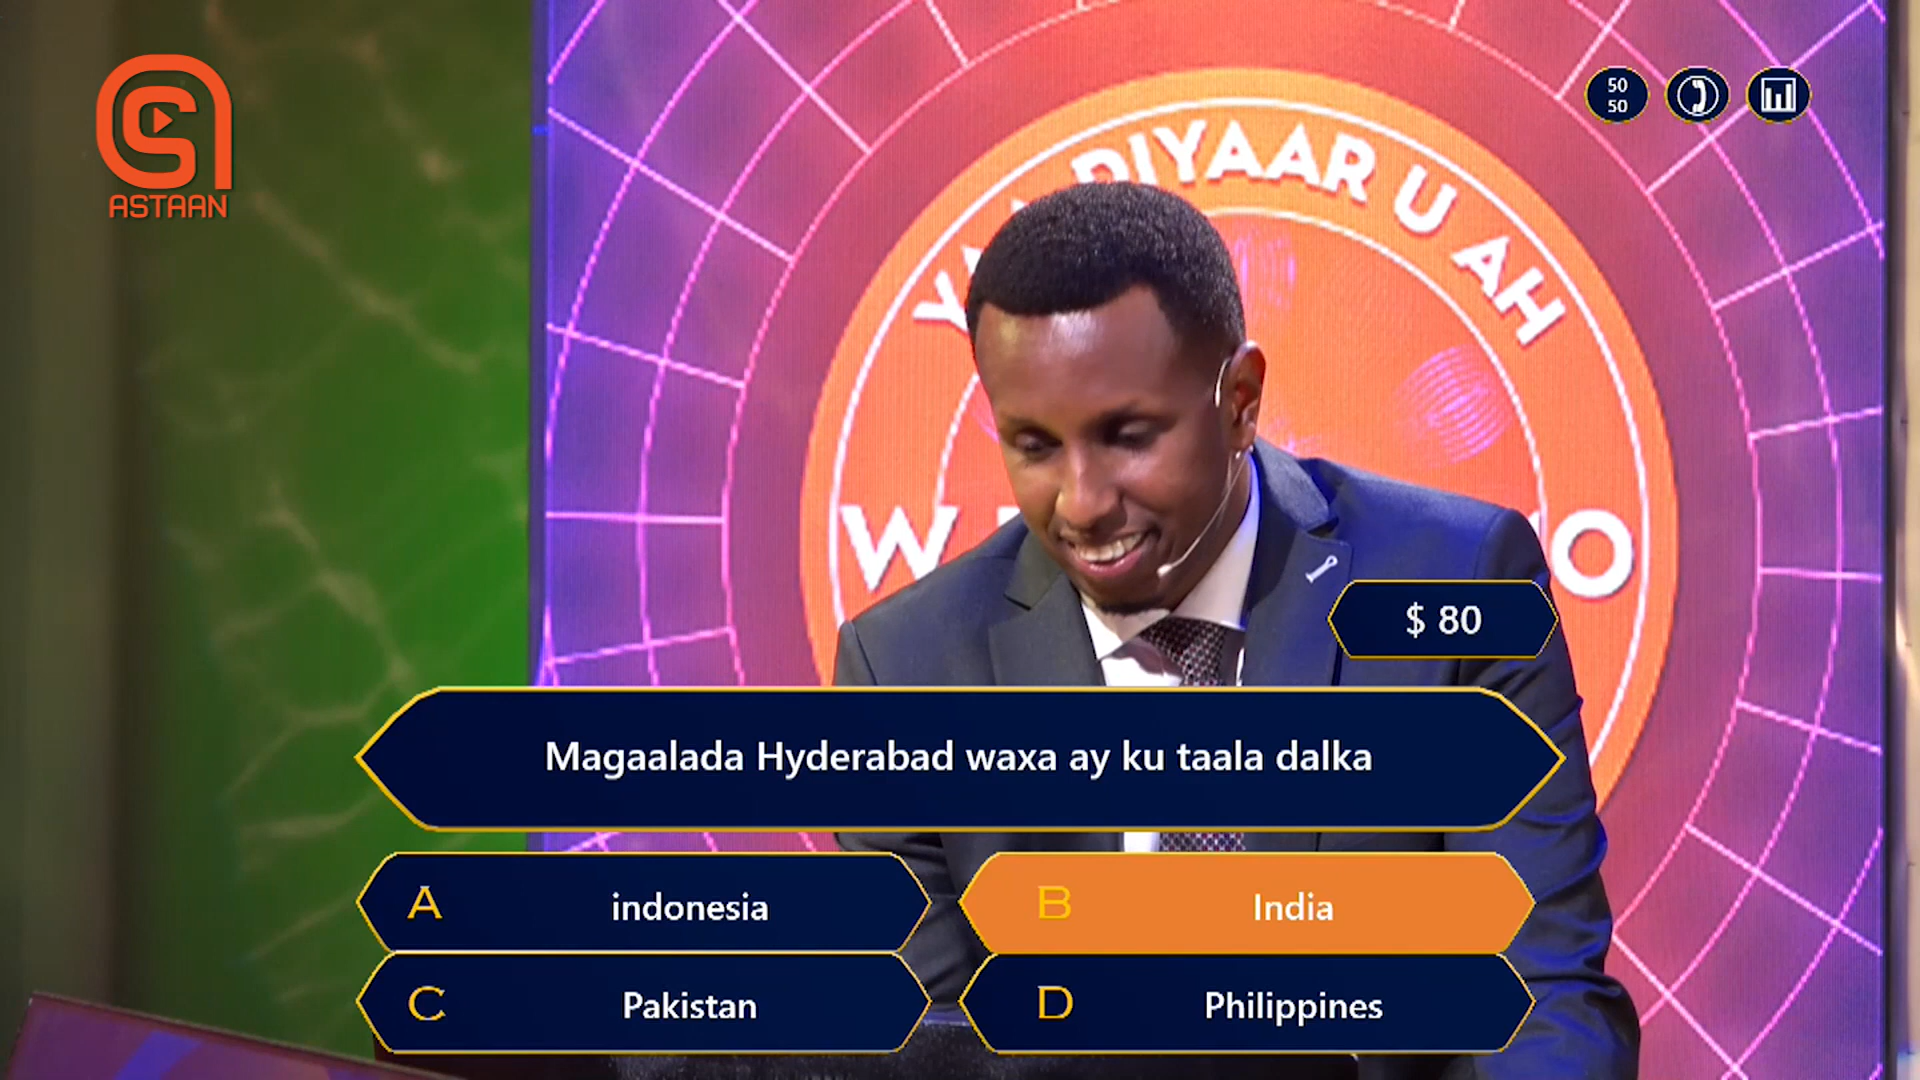 ASTAAN
50
50
DIYAAR U AH
$ 80
Magaalada Hyderabad waxa ay ku taala dalka
A indonesia
B India
C Pakistan
D Philippines